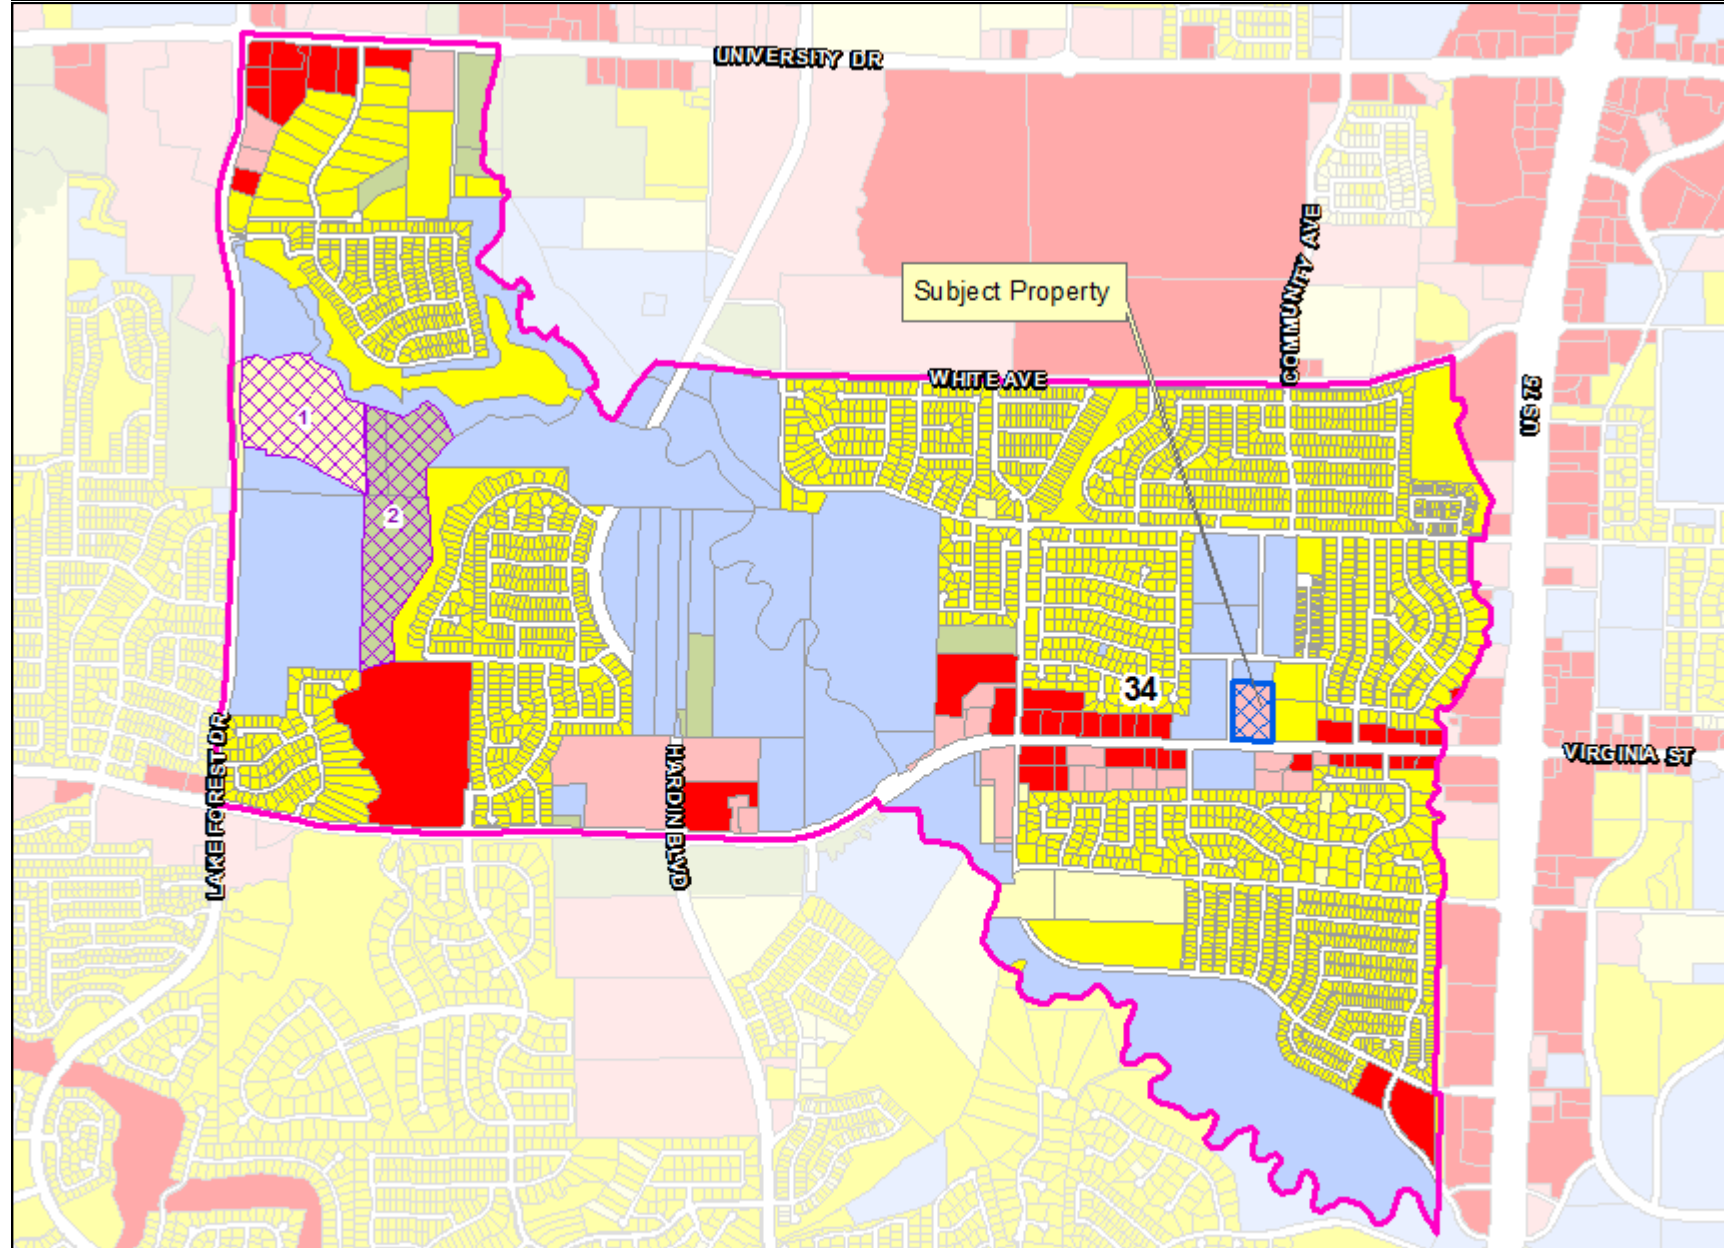 UNIVERSITY DR
COMMUNITY AVE
Subject Property
WHITE AVE
US 75
1
2
34
LAKE FOREST DR
HARDIN BLVD
VIRGINIA ST